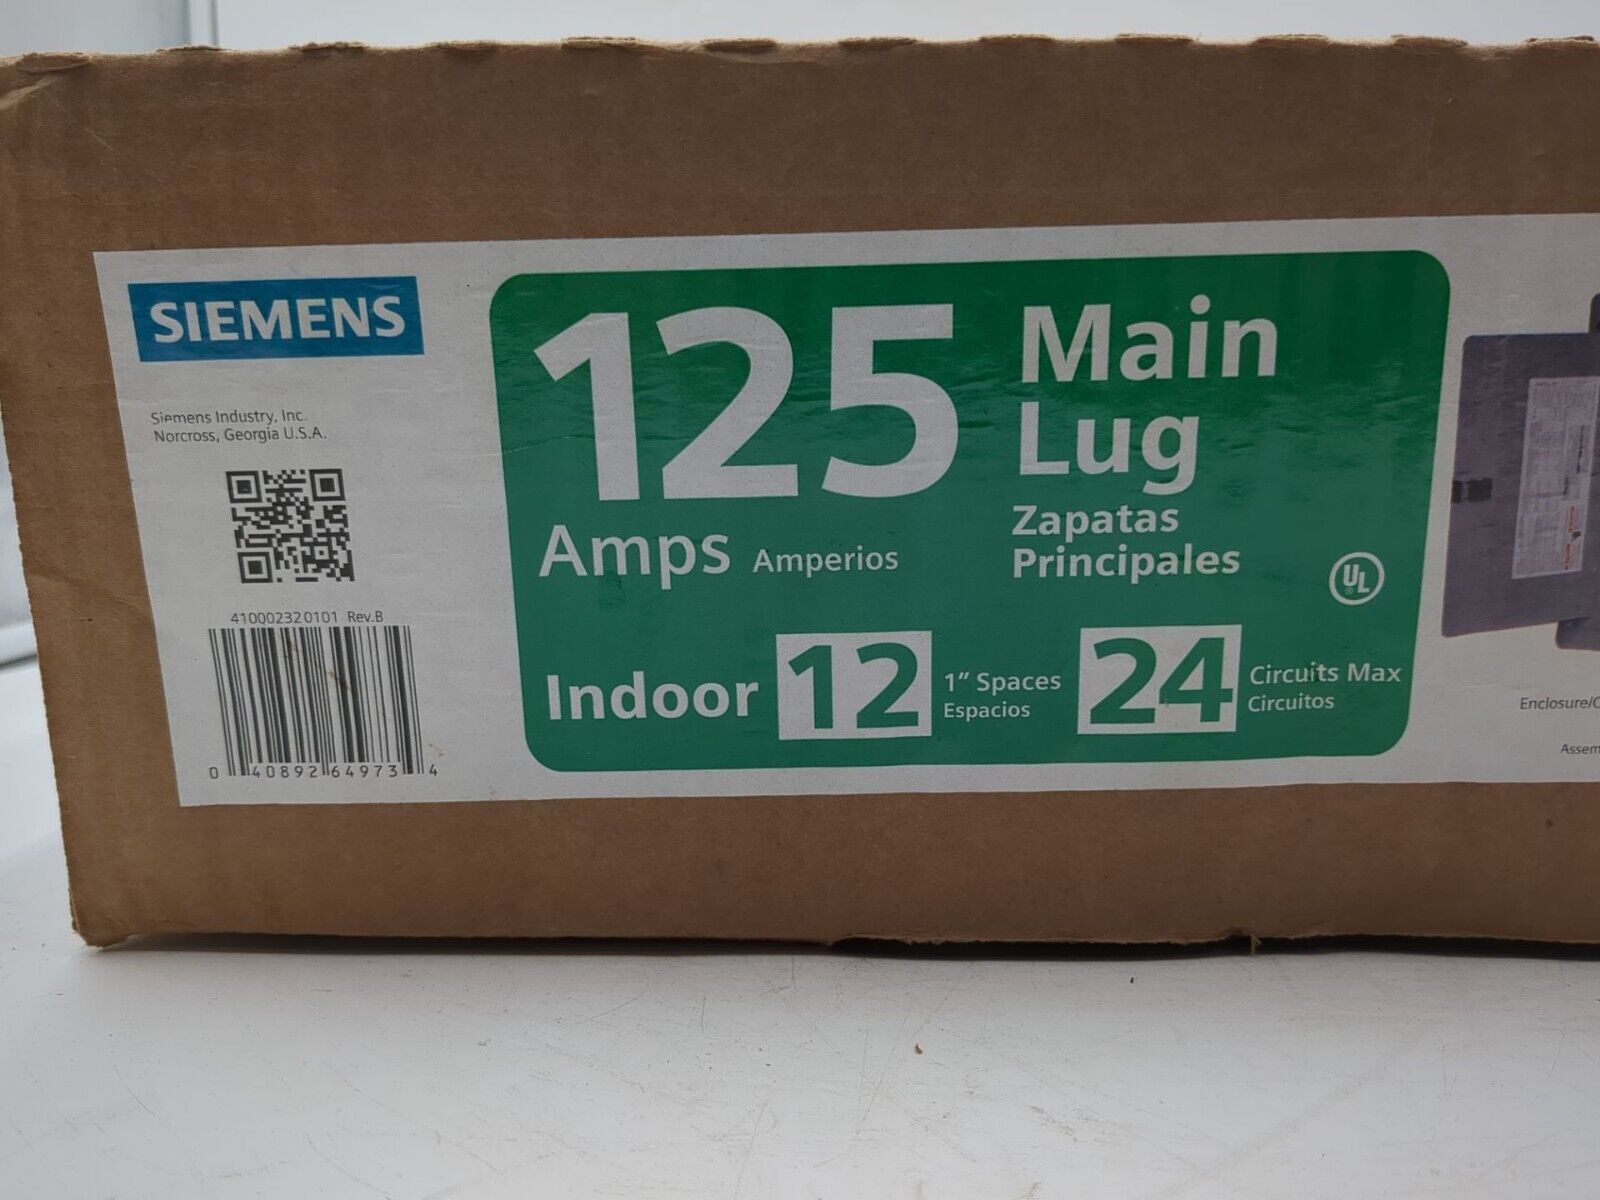 SIEMENS
Siemens Industry, Inc.
Norcross, Georgia U.S.A.
410002320101 Rev.B
0 40892 64973 4
125
Amps Amperios
Main
Lug
Zapatas
Principales
UL
Indoor 12 1" Spaces
Espacios
24 Circuits Max
Circuitos